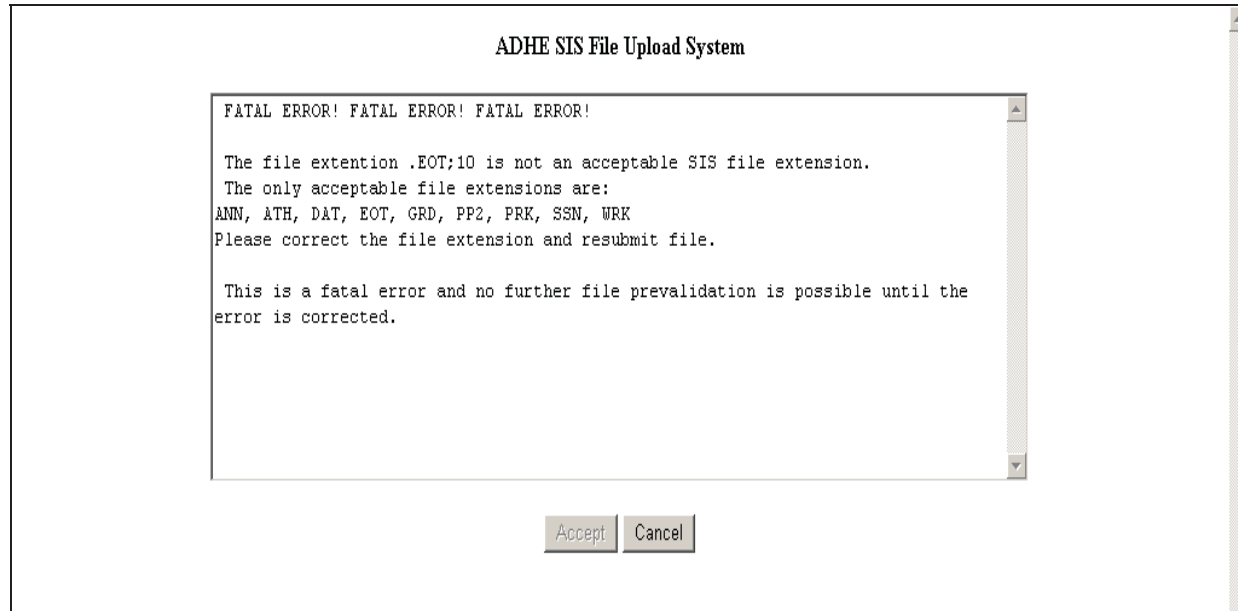 ADHE SIS File Upload System
FATAL ERROR! FATAL ERROR! FATAL ERROR!
The file extention .EOT;10 is not an acceptable SIS file extension.
The only acceptable file extensions are:
ANN, ATH, DAT, EOT, GRD, PP2, PRK, SSN, WRK
Please correct the file extension and resubmit file.
This is a fatal error and no further file prevalidation is possible until the
error is corrected.
Accept Cancel